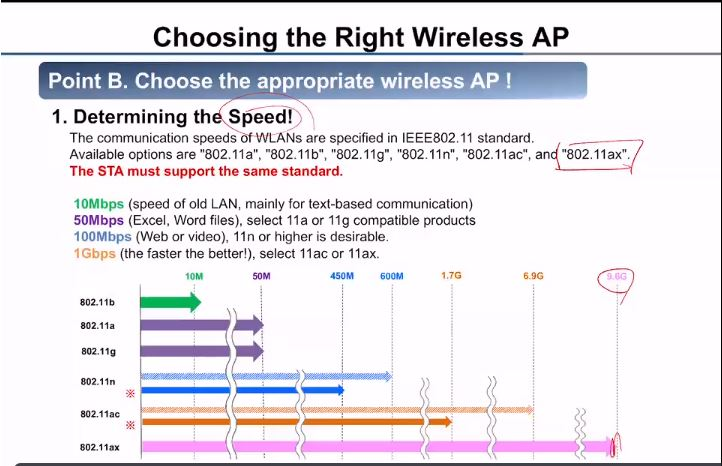 Choosing the Right Wireless AP
Point B. Choose the appropriate wireless AP !
1. Determining the Speed!
The communication speeds of WLANs are specified in IEEE802.11 standard.
Available options are "802.11a", "802.11b", "802.11g", "802.11n", "802.11ac", and "802.11ax".
The STA must support the same standard.
10Mbps (speed of old LAN, mainly for text-based communication)
50Mbps (Excel, Word files), select 11a or 11g compatible products
100Mbps (Web or video), 11n or higher is desirable.
1Gbps (the faster the better!), select 11ac or 11ax.
10M 50M 450M 600M 1.7G 6.9G 9.6G
802.11b
802.11a
802.11g
802.11n
※
802.11ac
※
802.11ax